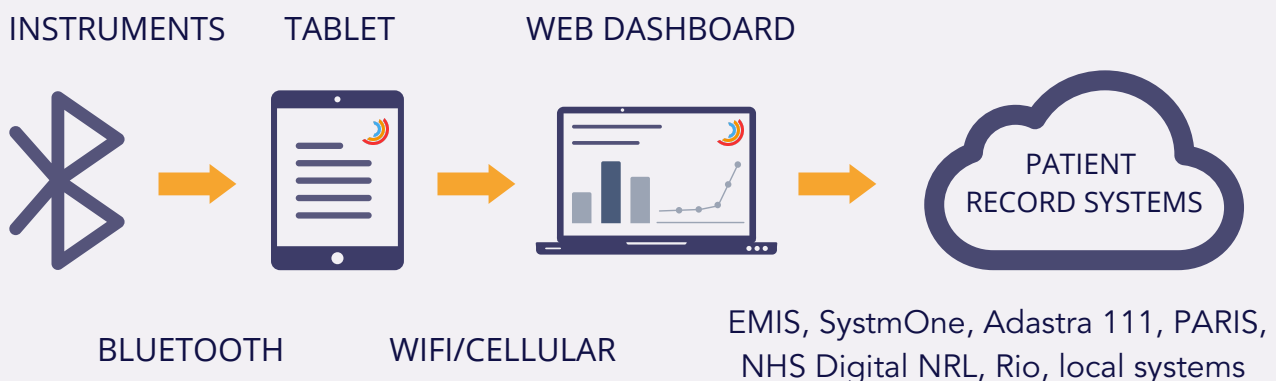 INSTRUMENTS
TABLET
WEB DASHBOARD
PATIENT
RECORD SYSTEMS
BLUETOOTH
WIFI/CELLULAR
EMIS, SystmOne, Adastra 111, PARIS,
NHS Digital NRL, Rio, local systems